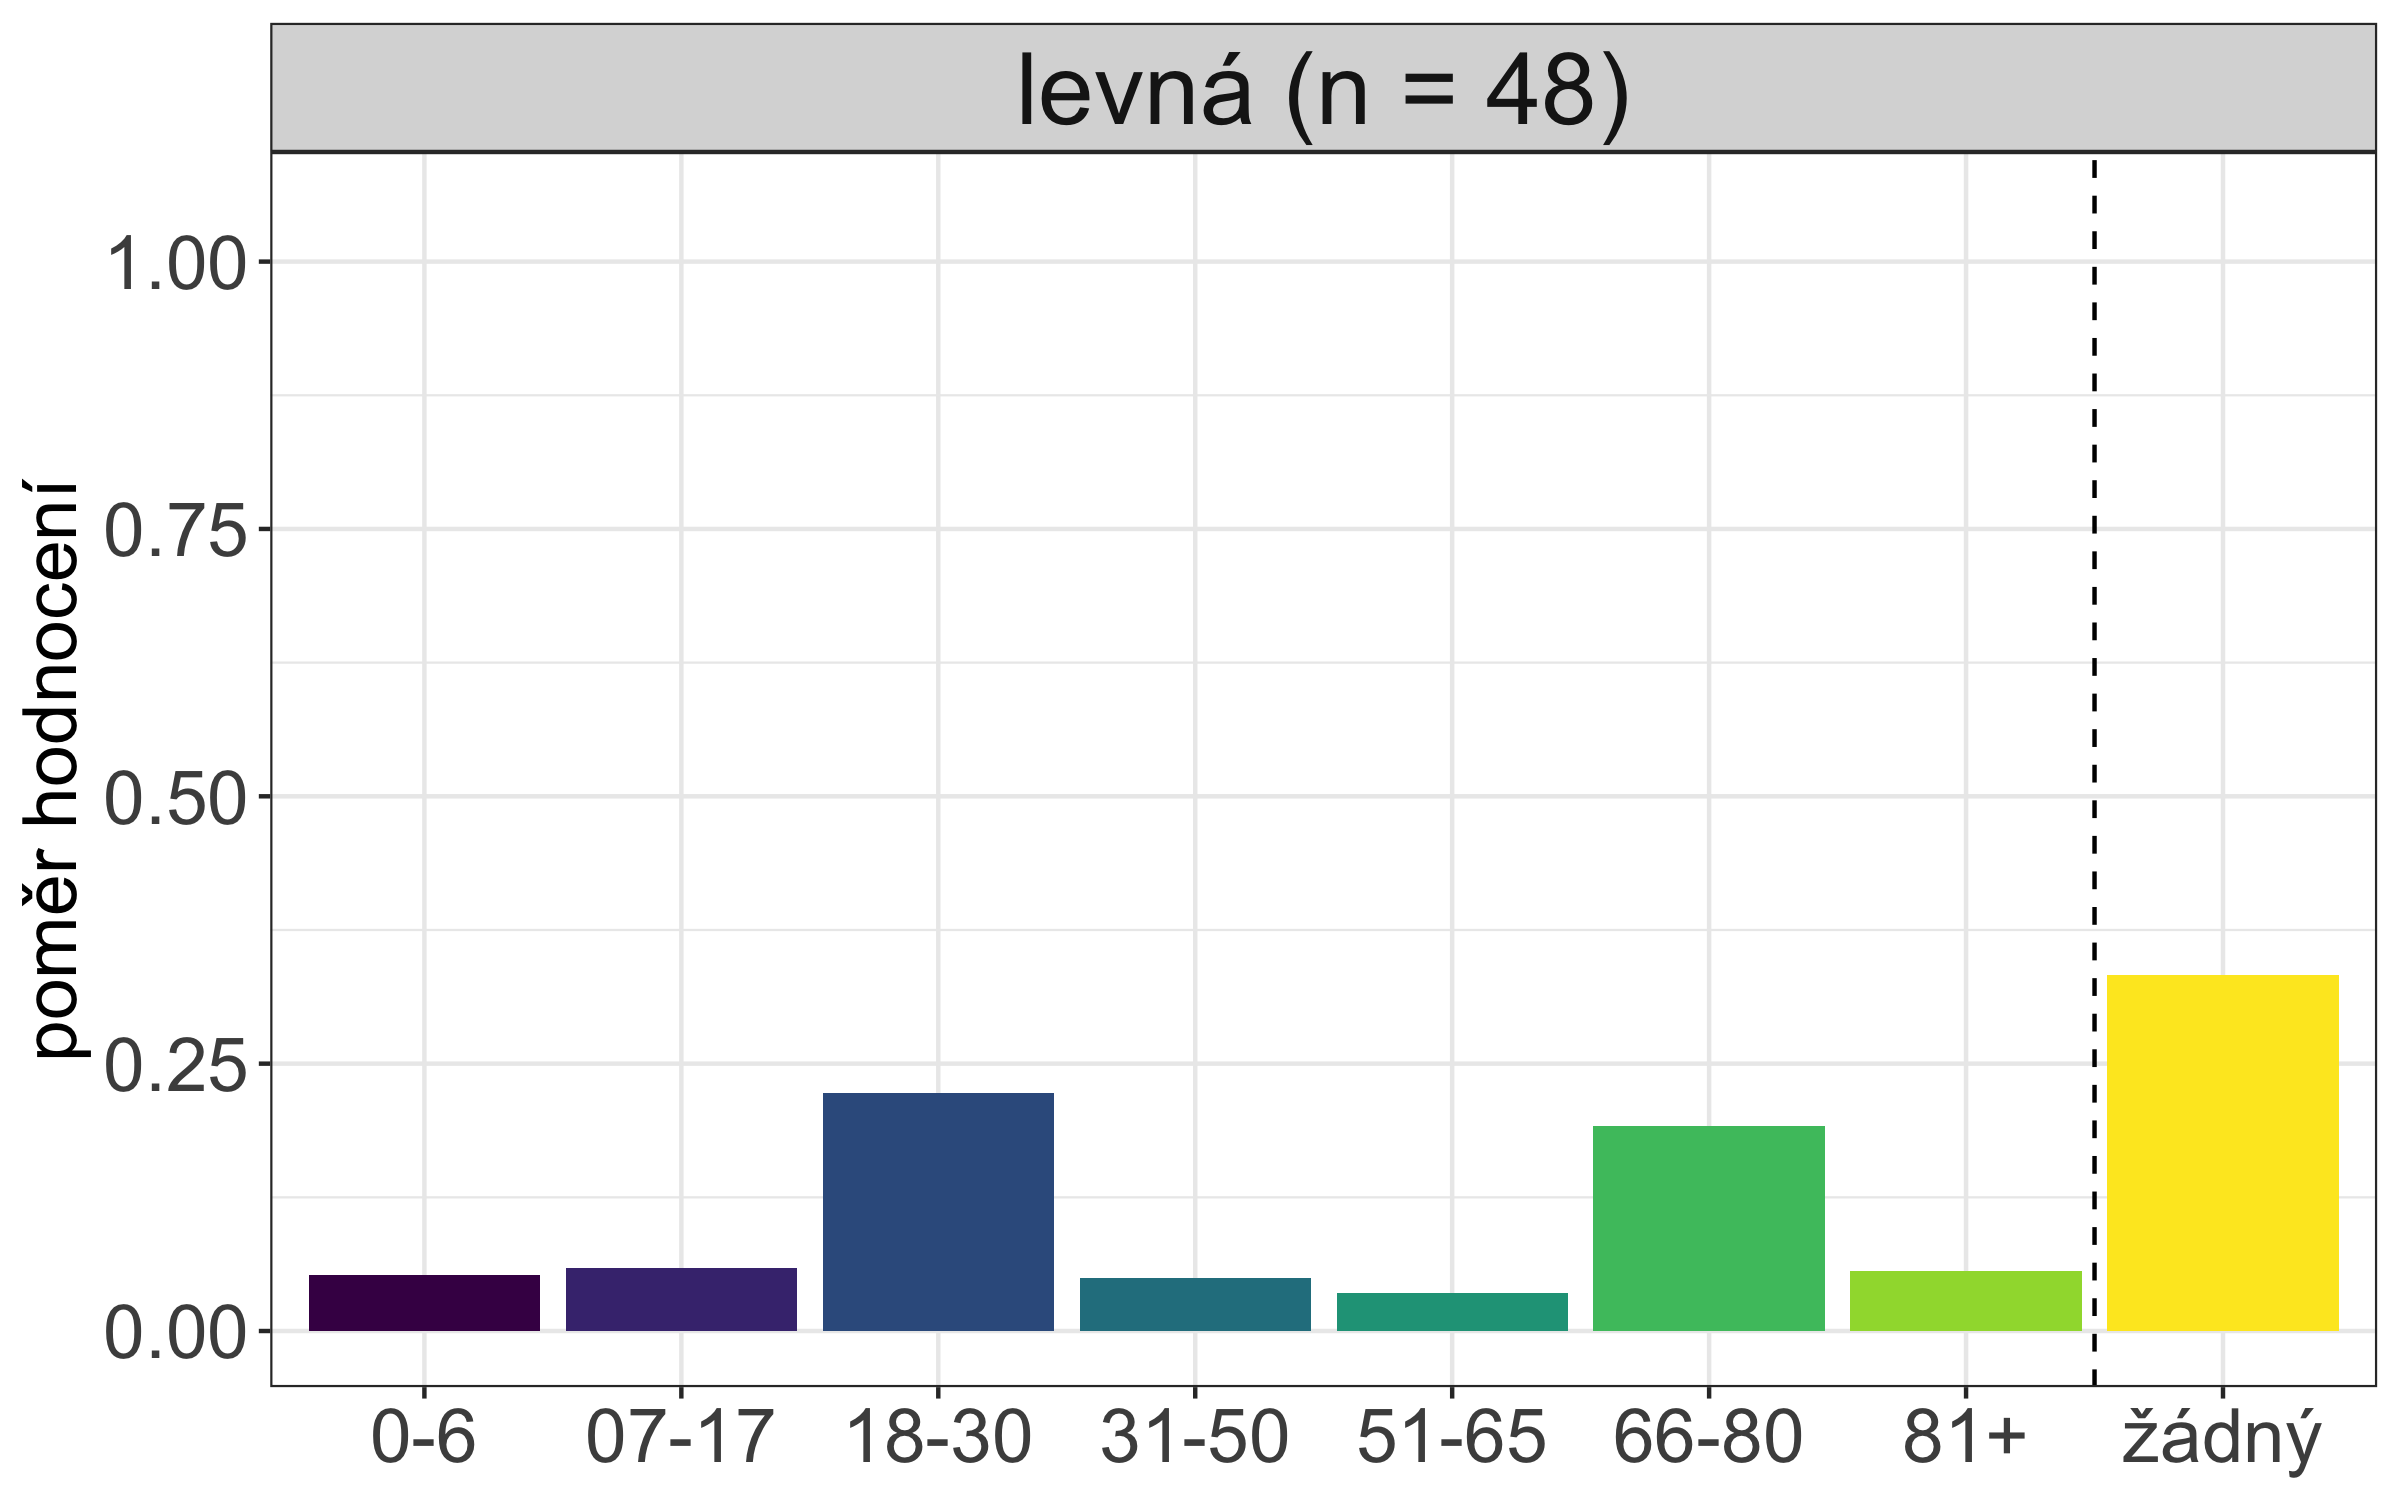 levná (n = 48)
poměr hodnocení
1.00
0.75
0.50
0.25
0.00
0-6 07-17 18-30 31-50 51-65 66-80 81+ žádný